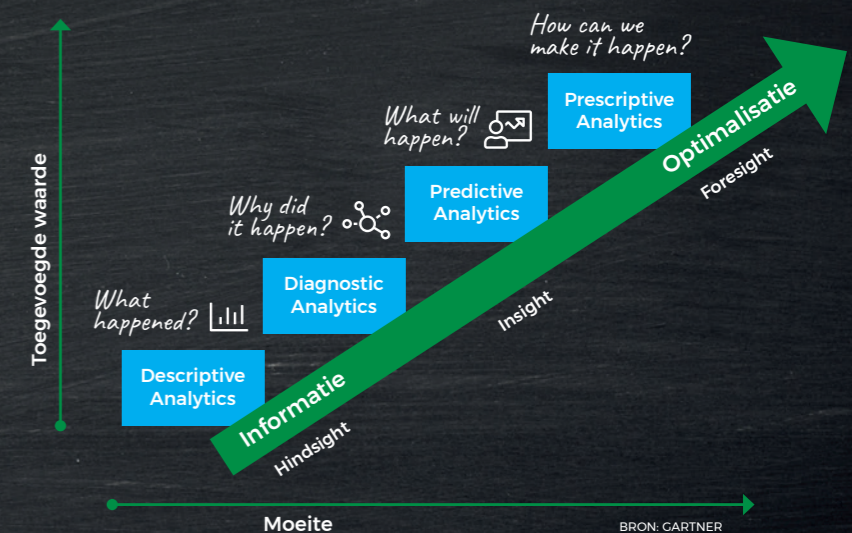 How can we
make it happen?
Prescriptive
Analytics
What will
happen?
Predictive
Analytics
Why did
it happen?
Diagnostic
Analytics
What
happened?
Descriptive
Analytics
Toegevoegde waarde
Informatie
Optimalisatie
Hindsight
Insight
Foresight
Moeite
BRON: GARTNER